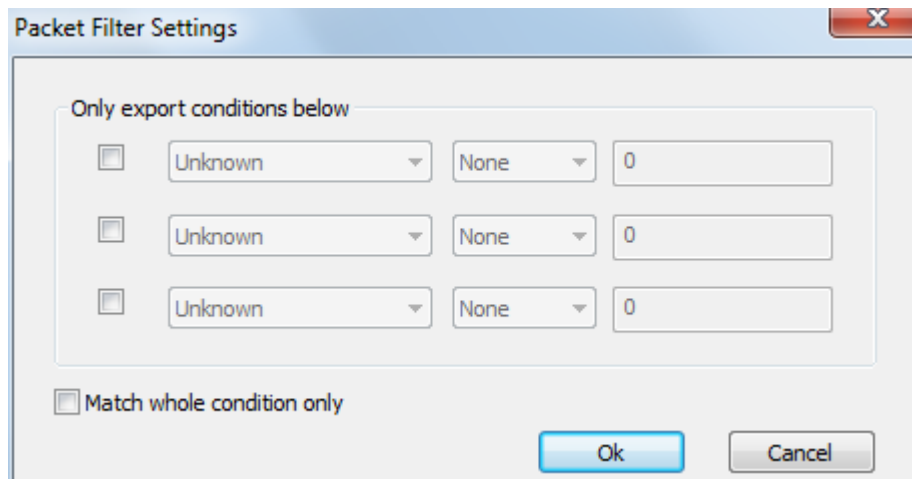 Packet Filter Settings
Only export conditions below
Unknown None 0
Unknown None 0
Unknown None 0
Match whole condition only
Ok Cancel